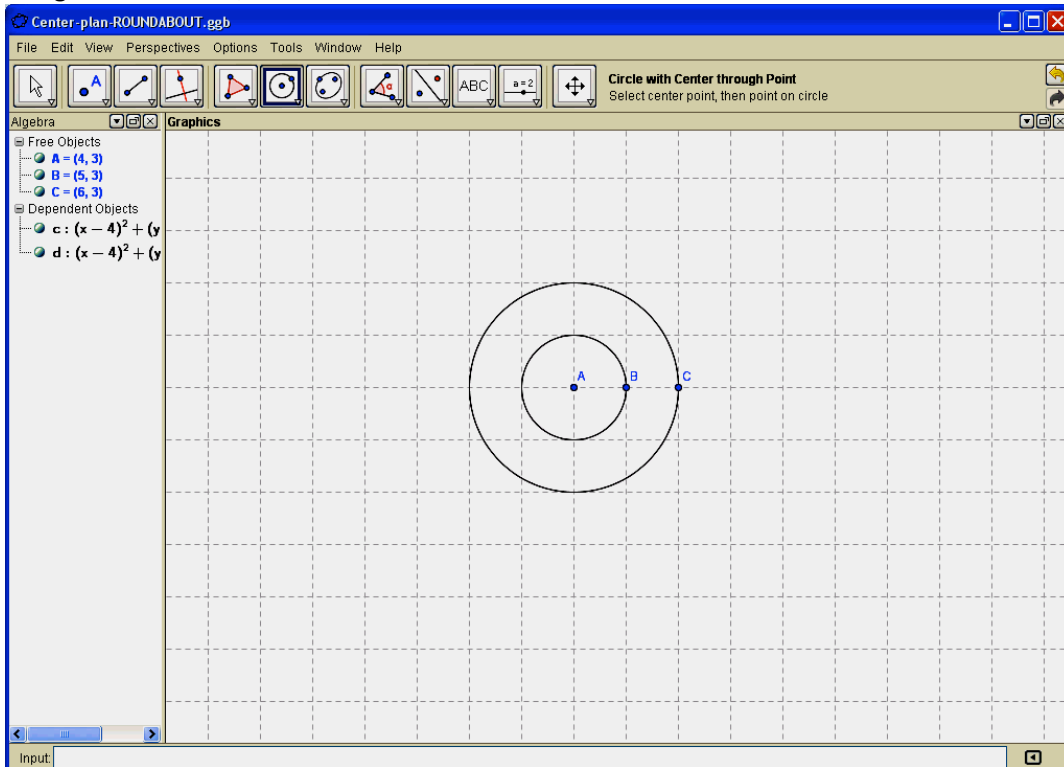 Center-plan-ROUNDABOUT.ggb
File Edit View Perspectives Options Tools Window Help
A
ABC
a=2
α
Circle with Center through Point
Select center point, then point on circle
Algebra
Graphics
Free Objects
A = (4, 3)
B = (5, 3)
C = (6, 3)
Dependent Objects
c : (x − 4)² + (y
d : (x − 4)² + (y
A B C
Input: